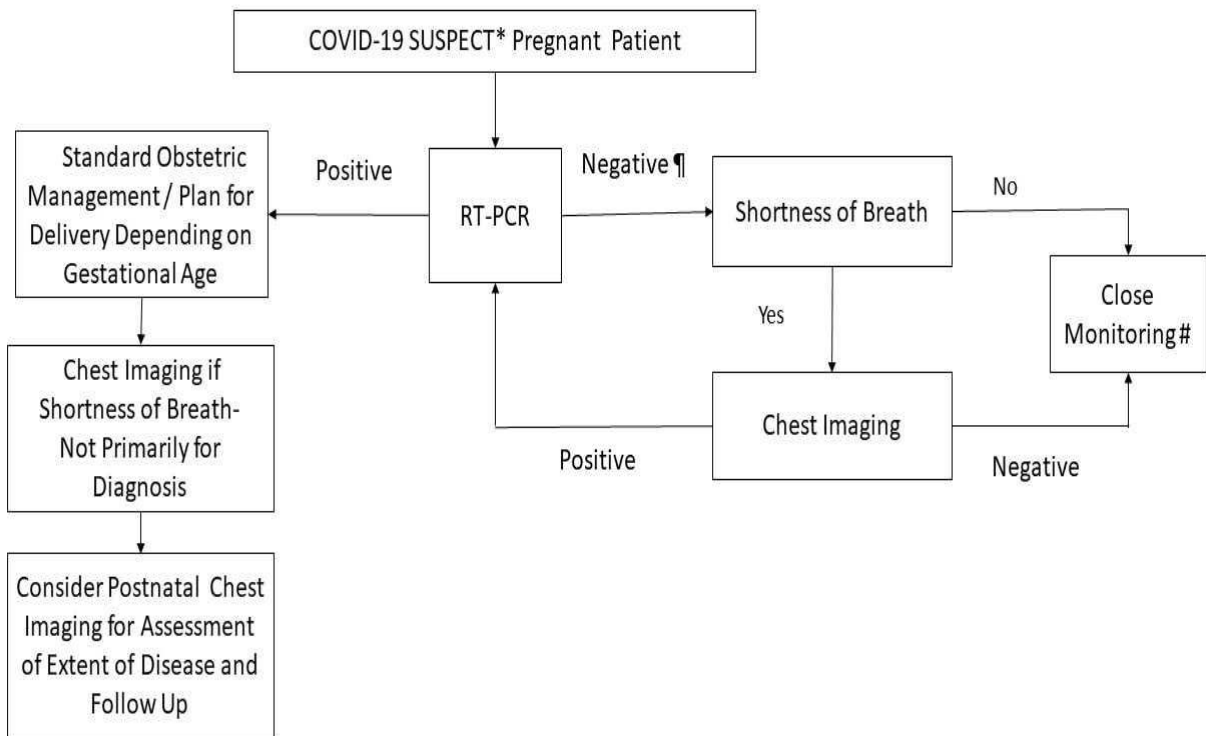 COVID-19 SUSPECT* Pregnant Patient
Standard Obstetric
Management / Plan for
Delivery Depending on
Gestational Age
Positive
RT-PCR
Negative ¶
Shortness of Breath
No
Close
Monitoring #
Yes
Chest Imaging if
Shortness of Breath-
Not Primarily for
Diagnosis
Chest Imaging
Positive
Negative
Consider Postnatal Chest
Imaging for Assessment
of Extent of Disease and
Follow Up